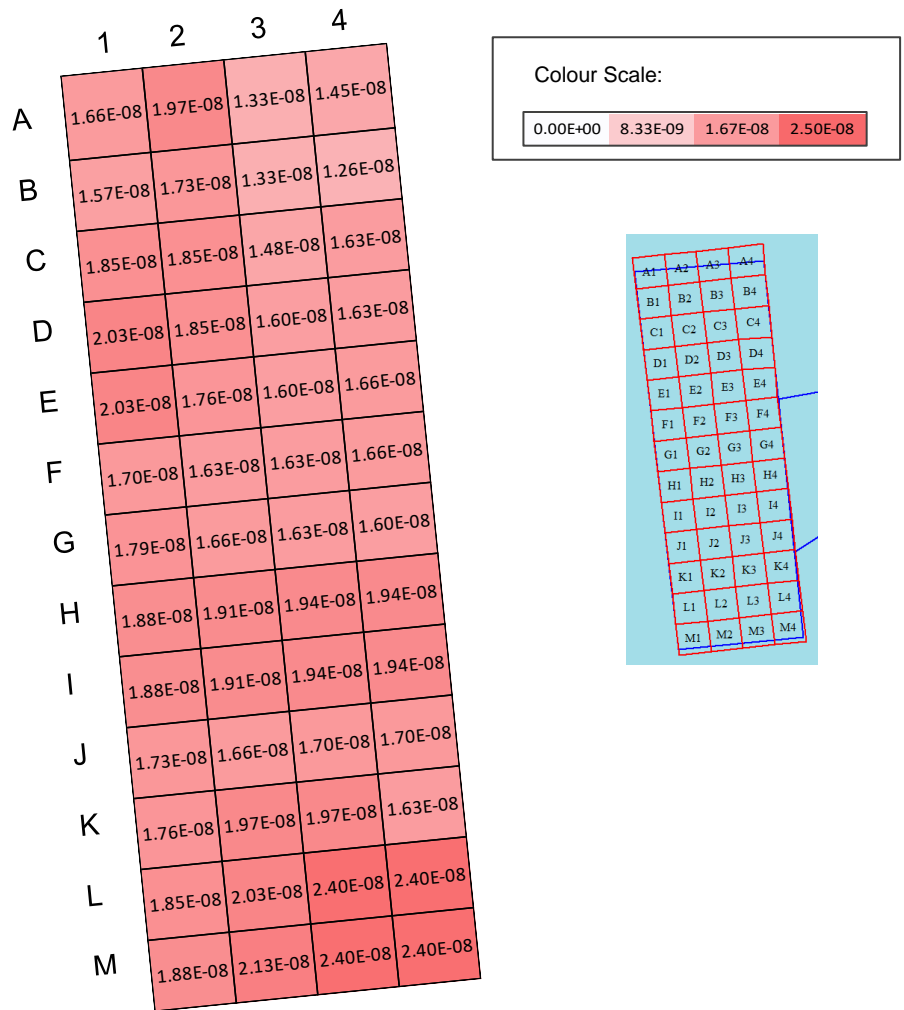 1 2 3 4
A 1.66E-08 1.97E-08 1.33E-08 1.45E-08
B 1.57E-08 1.73E-08 1.33E-08 1.26E-08
C 1.85E-08 1.85E-08 1.48E-08 1.63E-08
D 2.03E-08 1.85E-08 1.60E-08 1.63E-08
E 2.03E-08 1.76E-08 1.60E-08 1.66E-08
F 1.70E-08 1.63E-08 1.63E-08 1.66E-08
G 1.79E-08 1.66E-08 1.63E-08 1.60E-08
H 1.88E-08 1.91E-08 1.94E-08 1.94E-08
I 1.88E-08 1.91E-08 1.94E-08 1.94E-08
J 1.73E-08 1.66E-08 1.70E-08 1.70E-08
K 1.76E-08 1.97E-08 1.97E-08 1.63E-08
L 1.85E-08 2.03E-08 2.40E-08 2.40E-08
M 1.88E-08 2.13E-08 2.40E-08 2.40E-08
Colour Scale:
0.00E+00 8.33E-09 1.67E-08 2.50E-08
A1 A2 A3 A4
B1 B2 B3 B4
C1 C2 C3 C4
D1 D2 D3 D4
E1 E2 E3 E4
F1 F2 F3 F4
G1 G2 G3 G4
H1 H2 H3 H4
I1 I2 I3 I4
J1 J2 J3 J4
K1 K2 K3 K4
L1 L2 L3 L4
M1 M2 M3 M4